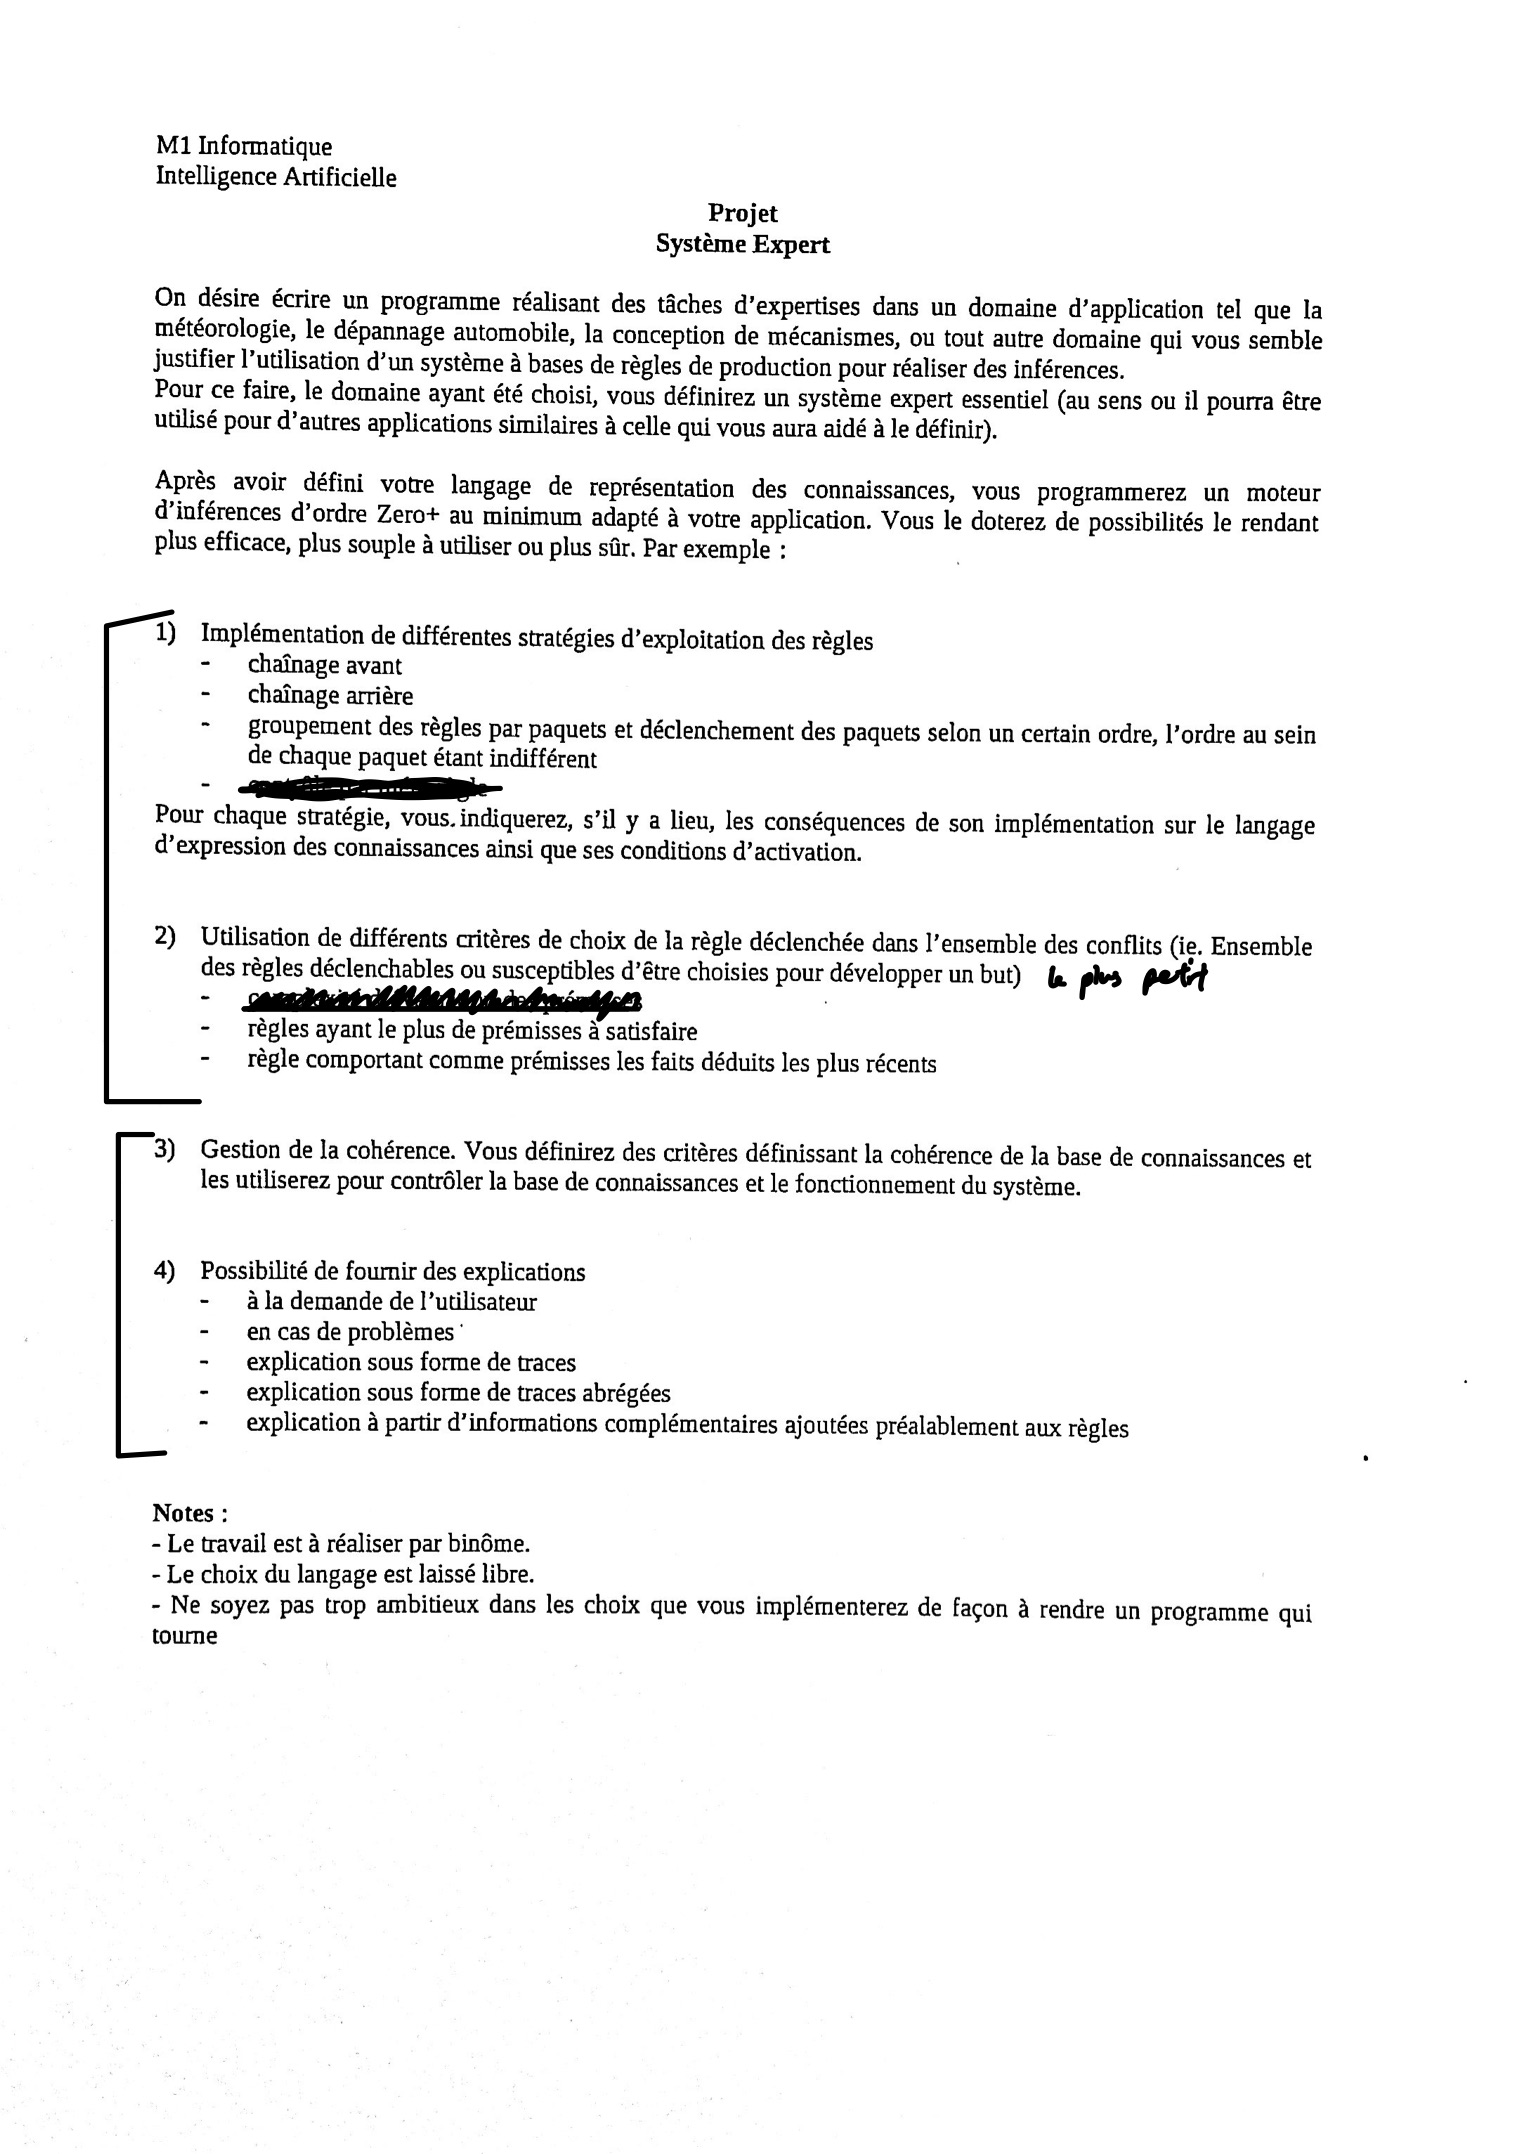 M1 Informatique
Intelligence Artificielle
Projet
Système Expert
On désire écrire un programme réalisant des tâches d'expertises dans un domaine d'application tel que la
météorologie, le dépannage automobile, la conception de mécanismes, ou tout autre domaine qui vous semble
justifier l'utilisation d'un système à bases de règles de production pour réaliser des inférences.
Pour ce faire, le domaine ayant été choisi, vous définirez un système expert essentiel (au sens ou il pourra être
utilisé pour d'autres applications similaires à celle qui vous aura aidé à le définir).
Après avoir défini votre langage de représentation des connaissances, vous programmerez un moteur
d'inférences d'ordre Zero+ au minimum adapté à votre application. Vous le doterez de possibilités le rendant
plus efficace, plus souple à utiliser ou plus sûr. Par exemple :
1) Implémentation de différentes stratégies d'exploitation des règles
- chaînage avant
- chaînage arrière
- groupement des règles par paquets et déclenchement des paquets selon un certain ordre, l'ordre au sein
de chaque paquet étant indifférent
-
Pour chaque stratégie, vous indiquerez, s'il y a lieu, les conséquences de son implémentation sur le langage
d'expression des connaissances ainsi que ses conditions d'activation.
2) Utilisation de différents critères de choix de la règle déclenchée dans l'ensemble des conflits (ie. Ensemble
des règles déclenchables ou susceptibles d'être choisies pour développer un but) le plus petit
-
- règles ayant le plus de prémisses à satisfaire
- règle comportant comme prémisses les faits déduits les plus récents
3) Gestion de la cohérence. Vous définirez des critères définissant la cohérence de la base de connaissances et
les utiliserez pour contrôler la base de connaissances et le fonctionnement du système.
4) Possibilité de fournir des explications
- à la demande de l'utilisateur
- en cas de problèmes
- explication sous forme de traces
- explication sous forme de traces abrégées
- explication à partir d'informations complémentaires ajoutées préalablement aux règles
Notes :
- Le travail est à réaliser par binôme.
- Le choix du langage est laissé libre.
- Ne soyez pas trop ambitieux dans les choix que vous implémenterez de façon à rendre un programme qui
tourne